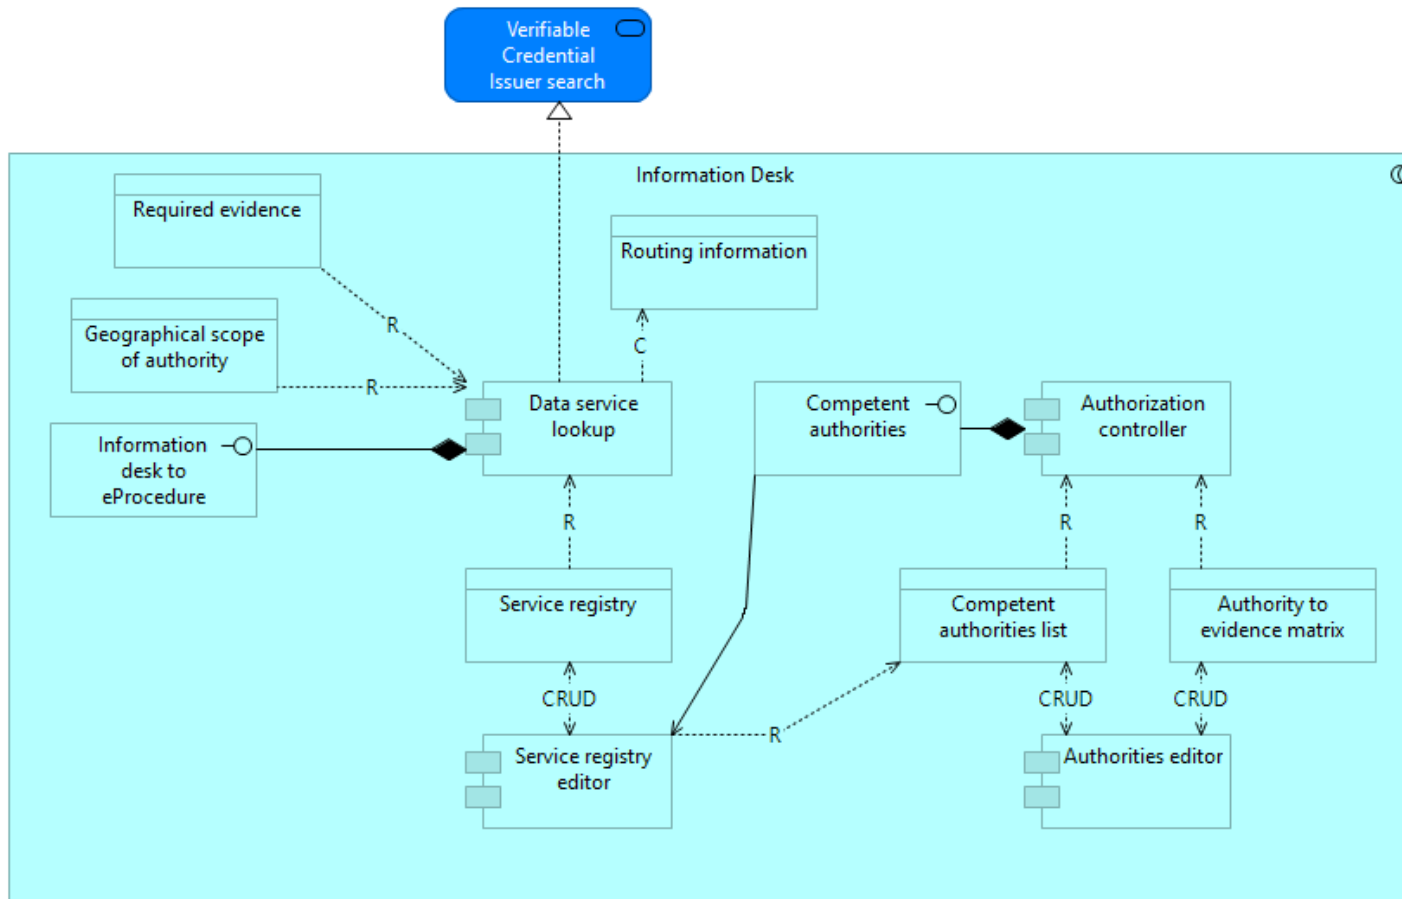 Verifiable
Credential
Issuer search
Information Desk
Required evidence
Routing information
Geographical scope
of authority
R
R
C
Data service
lookup
Competent
authorities
Authorization
controller
Information
desk to
eProcedure
R
R
R
Service registry
Competent
authorities list
Authority to
evidence matrix
CRUD
CRUD
CRUD
R
Service registry
editor
Authorities editor